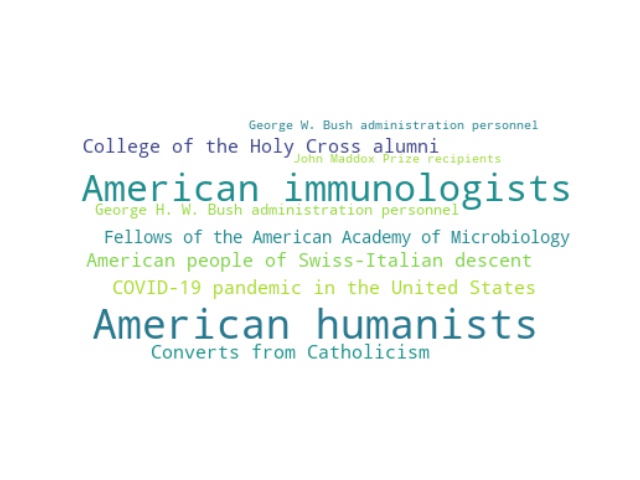 George W. Bush administration personnel
College of the Holy Cross alumni
John Maddox Prize recipients
American immunologists
George H. W. Bush administration personnel
Fellows of the American Academy of Microbiology
American people of Swiss-Italian descent
COVID-19 pandemic in the United States
American humanists
Converts from Catholicism